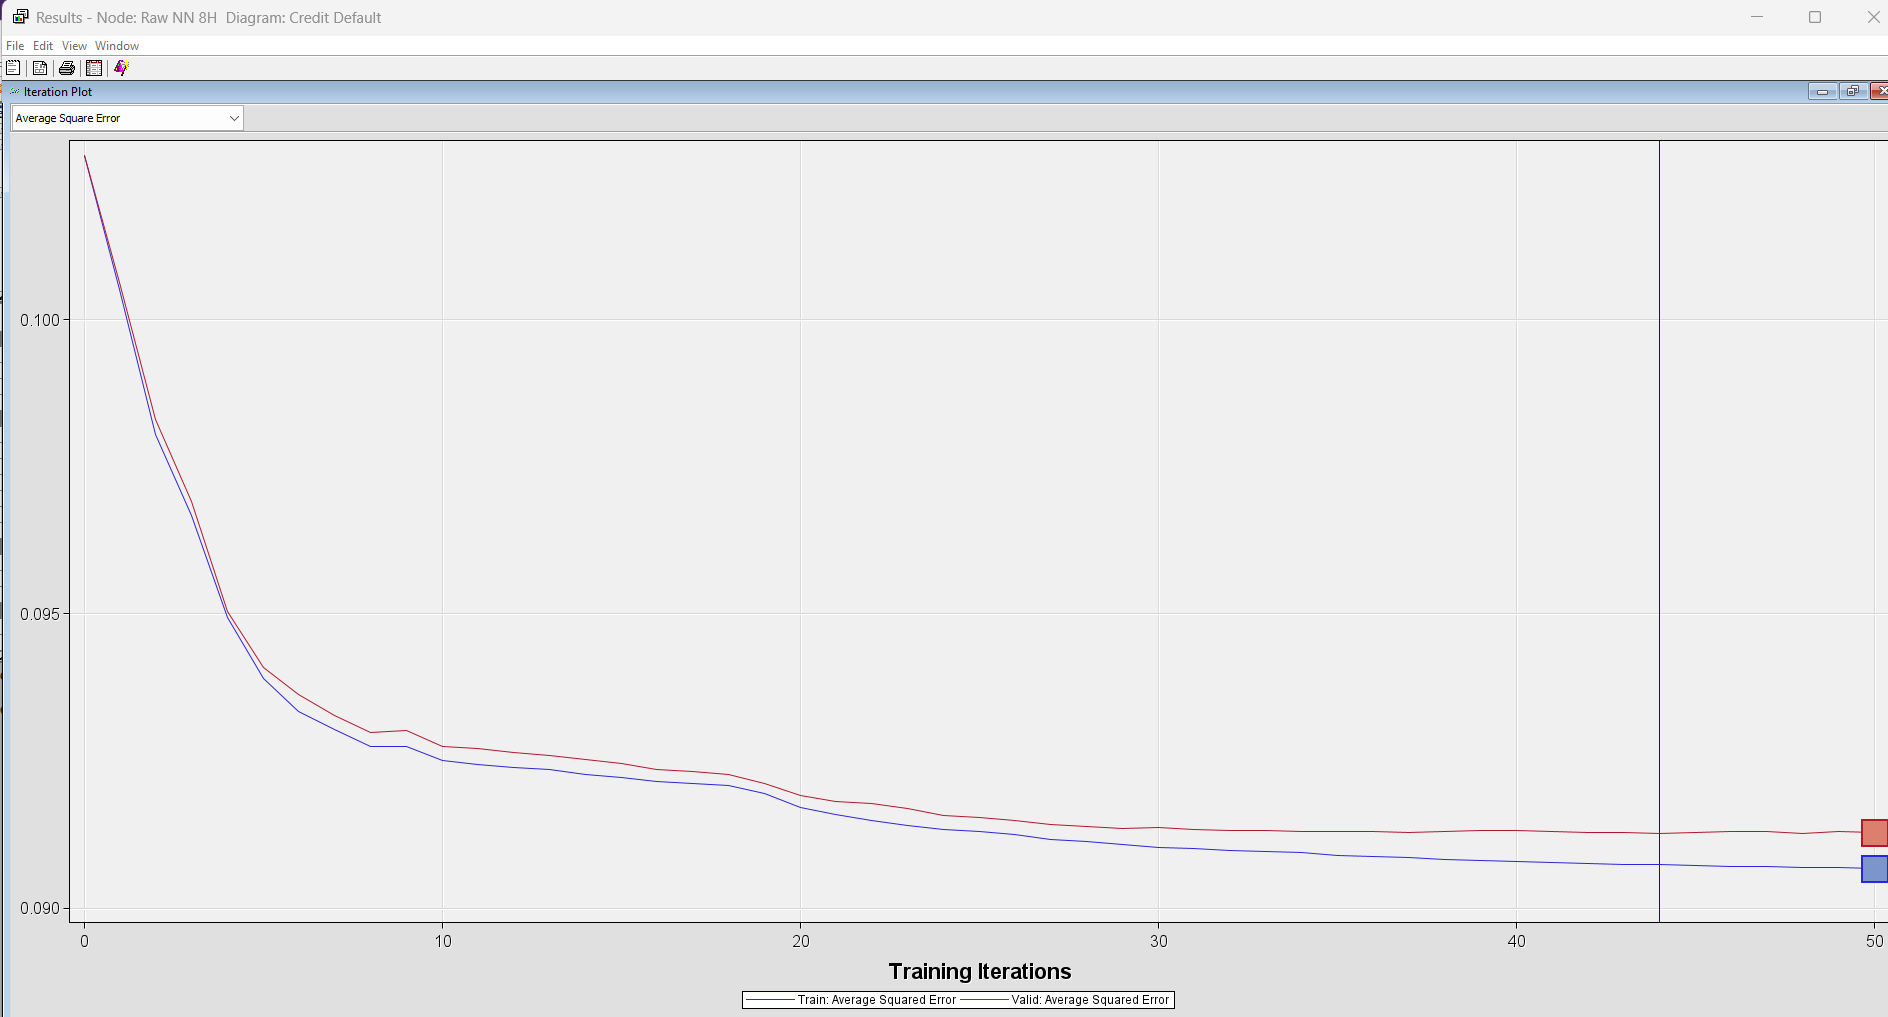 Results - Node: Raw NN 8H  Diagram: Credit Default
File Edit View Window
Iteration Plot
Average Square Error
0.100
0.095
0.090
0 10 20 30 40 50
Training Iterations
Train: Average Squared Error Valid: Average Squared Error